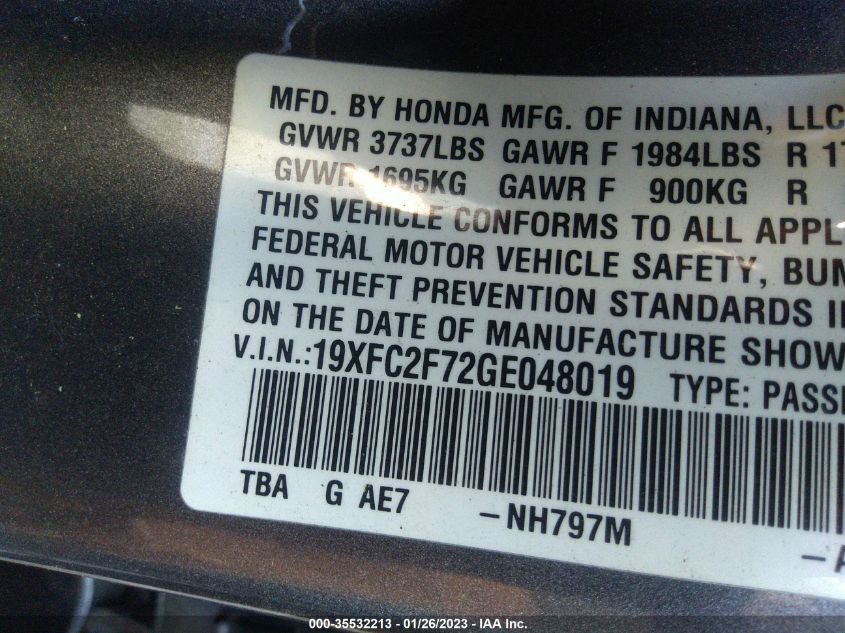 MFD. BY HONDA MFG. OF INDIANA, LLC
GVWR 3737LBS GAWR F 1984LBS R 17
GVWR 1695KG GAWR F 900KG R
THIS VEHICLE CONFORMS TO ALL APPL
FEDERAL MOTOR VEHICLE SAFETY, BUM
AND THEFT PREVENTION STANDARDS I
ON THE DATE OF MANUFACTURE SHOW
V.I.N.:19XFC2F72GE048019 TYPE: PASSE
TBA G AE7 -NH797M -A
000-35532213 — 01/26/2023 — IAA Inc.